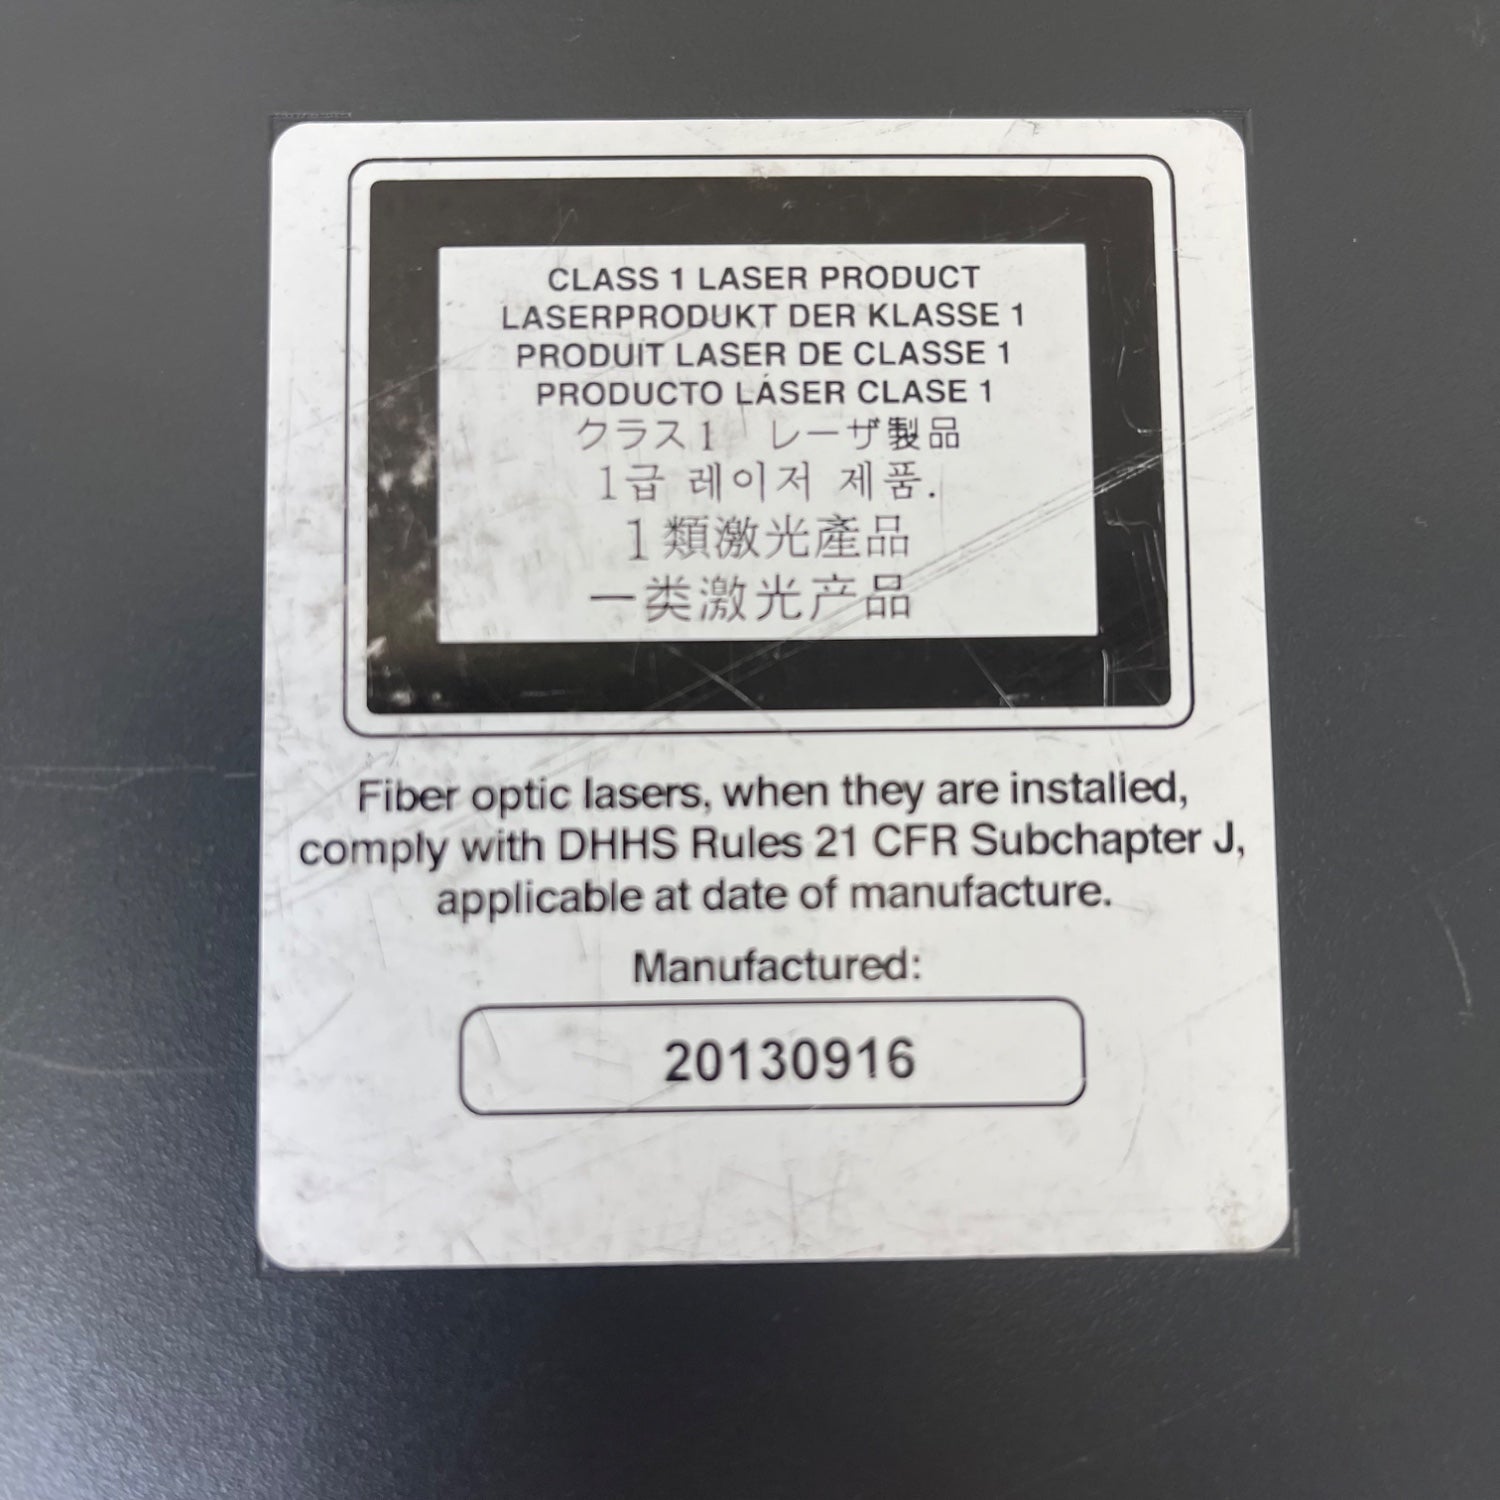 CLASS 1 LASER PRODUCT
LASERPRODUKT DER KLASSE 1
PRODUIT LASER DE CLASSE 1
PRODUCTO LÁSER CLASE 1
クラス1　レーザ製品
1급 레이저 제품.
1類激光產品
一类激光产品
Fiber optic lasers, when they are installed,
comply with DHHS Rules 21 CFR Subchapter J,
applicable at date of manufacture.
Manufactured:
20130916